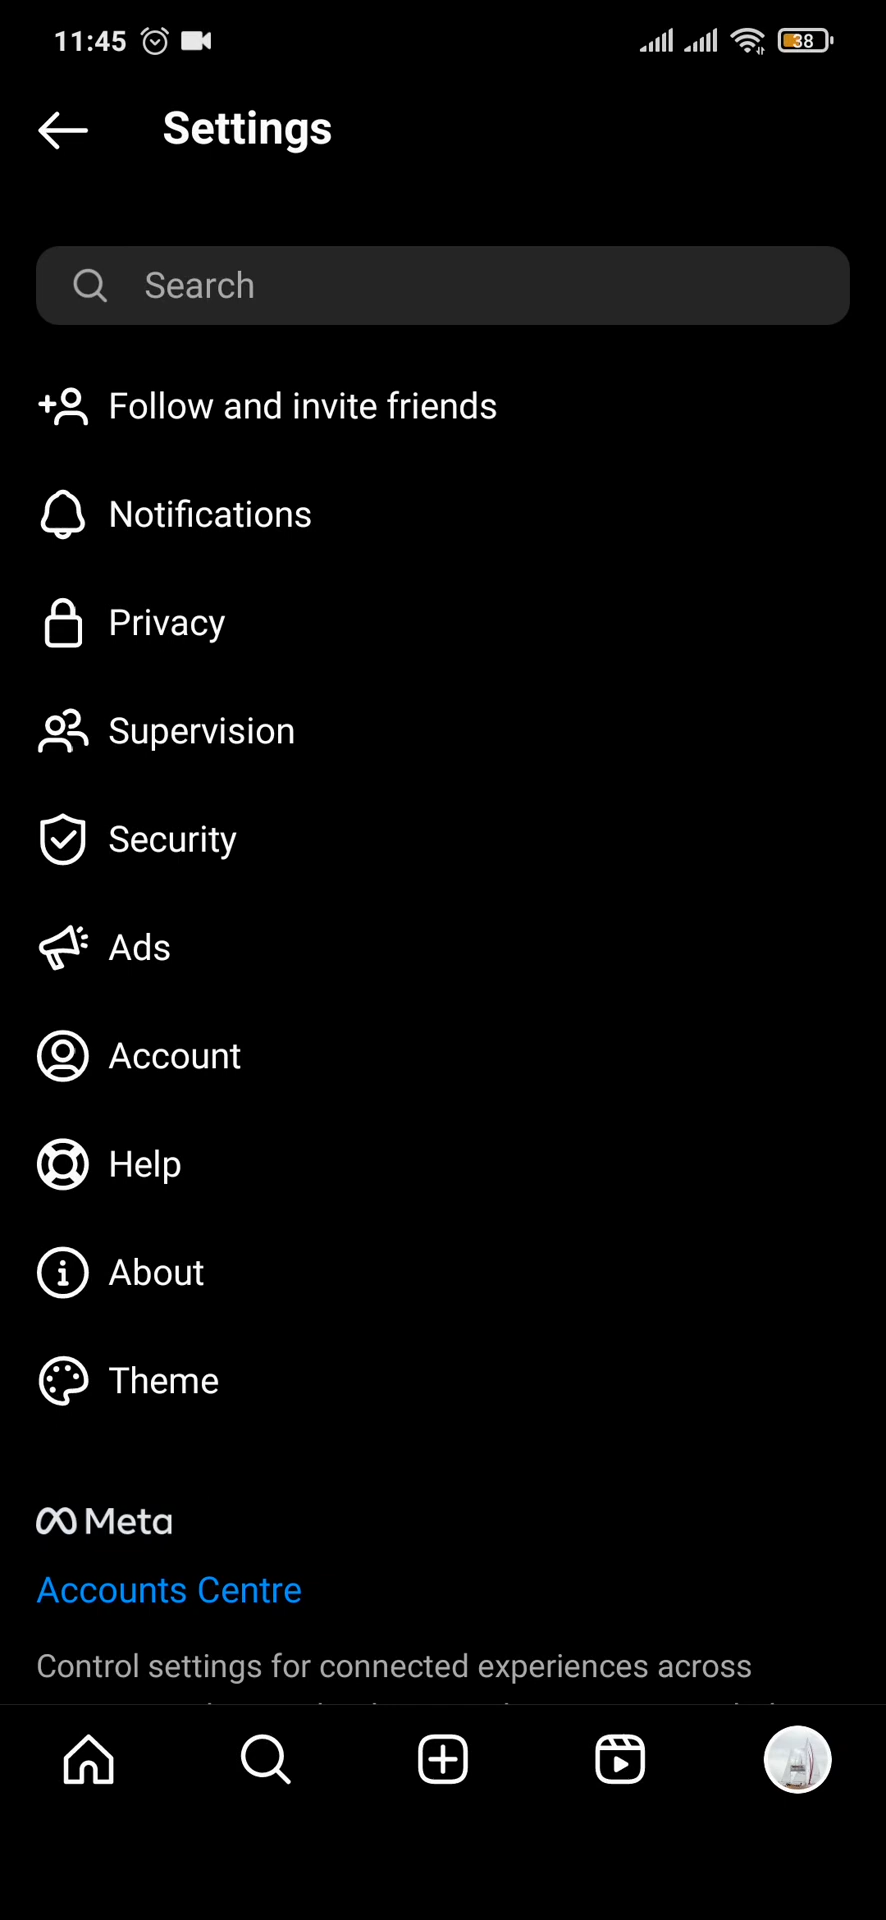 11:45
38
Settings
Search
Follow and invite friends
Notifications
Privacy
Supervision
Security
Ads
Account
Help
About
Theme
Meta
Accounts Centre
Control settings for connected experiences across